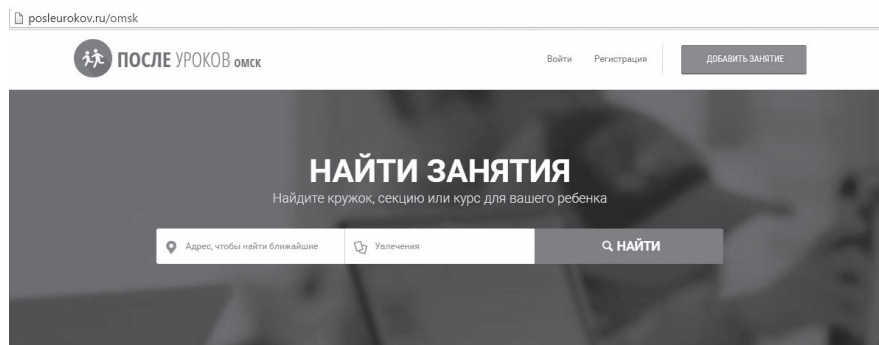 posleurokov.ru/omsk
ПОСЛЕ УРОКОВ ОМСК
Войти Регистрация ДОБАВИТЬ ЗАНЯТИЕ
НАЙТИ ЗАНЯТИЯ
Найдите кружок, секцию или курс для вашего ребенка
Адрес, чтобы найти ближайшие Увлечения НАЙТИ